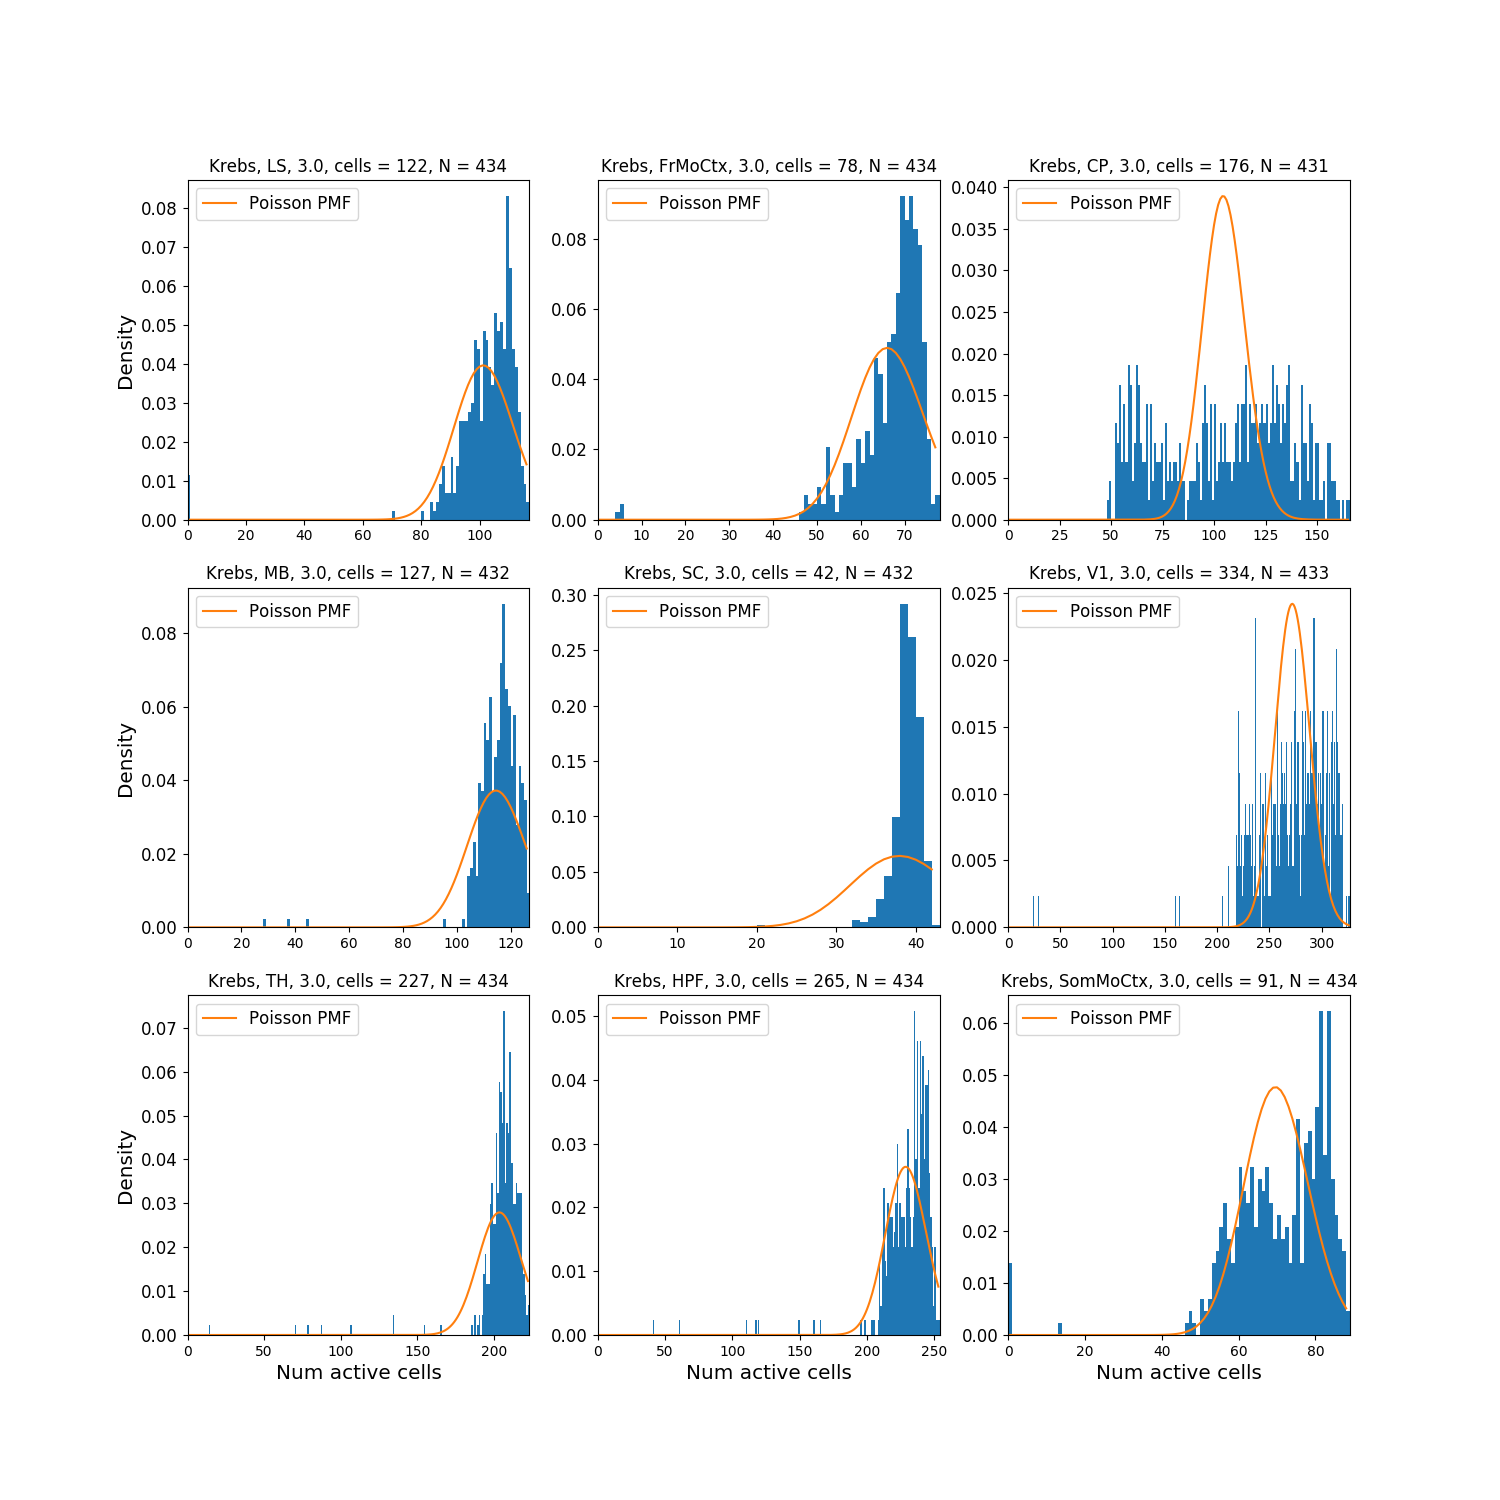 Krebs, LS, 3.0, cells = 122, N = 434
Poisson PMF
Density
0.08
0.07
0.06
0.05
0.04
0.03
0.02
0.01
0.00
0 20 40 60 80 100
Krebs, FrMoCtx, 3.0, cells = 78, N = 434
Poisson PMF
0.08
0.06
0.04
0.02
0.00
0 10 20 30 40 50 60 70
Krebs, CP, 3.0, cells = 176, N = 431
Poisson PMF
0.040
0.035
0.030
0.025
0.020
0.015
0.010
0.005
0.000
0 25 50 75 100 125 150
Krebs, MB, 3.0, cells = 127, N = 432
Poisson PMF
Density
0.08
0.06
0.04
0.02
0.00
0 20 40 60 80 100 120
Krebs, SC, 3.0, cells = 42, N = 432
Poisson PMF
0.30
0.25
0.20
0.15
0.10
0.05
0.00
0 10 20 30 40
Krebs, V1, 3.0, cells = 334, N = 433
Poisson PMF
0.025
0.020
0.015
0.010
0.005
0.000
0 50 100 150 200 250 300
Krebs, TH, 3.0, cells = 227, N = 434
Poisson PMF
Density
0.07
0.06
0.05
0.04
0.03
0.02
0.01
0.00
0 50 100 150 200
Num active cells
Krebs, HPF, 3.0, cells = 265, N = 434
Poisson PMF
0.05
0.04
0.03
0.02
0.01
0.00
0 50 100 150 200 250
Num active cells
Krebs, SomMoCtx, 3.0, cells = 91, N = 434
Poisson PMF
0.06
0.05
0.04
0.03
0.02
0.01
0.00
0 20 40 60 80
Num active cells